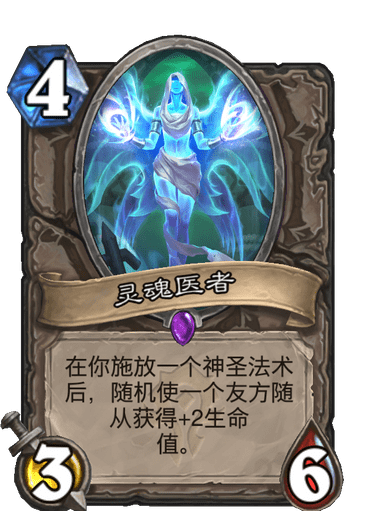 4
灵魂医者
在你施放一个神圣法术
后，随机使一个友方随
从获得+2生命
值。
3
6